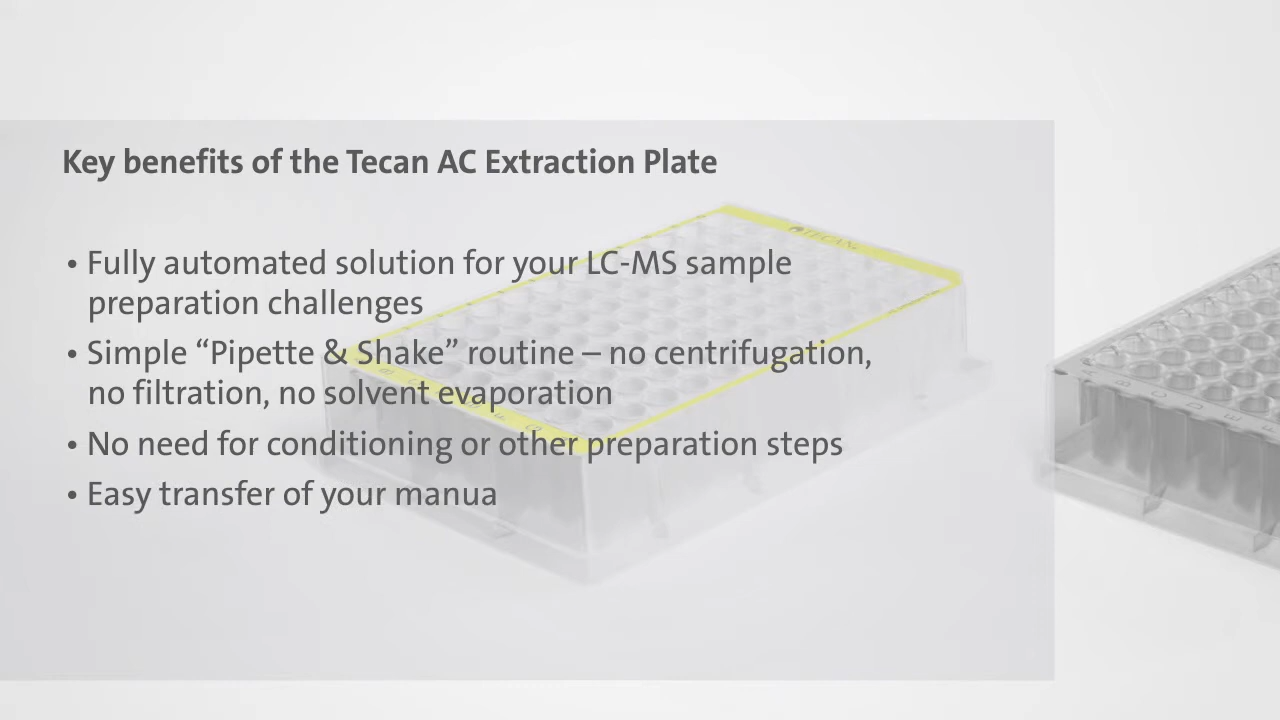 Key benefits of the Tecan AC Extraction Plate
• Fully automated solution for your LC-MS sample
preparation challenges
• Simple “Pipette & Shake” routine – no centrifugation,
no filtration, no solvent evaporation
• No need for conditioning or other preparation steps
• Easy transfer of your manua
TECAN